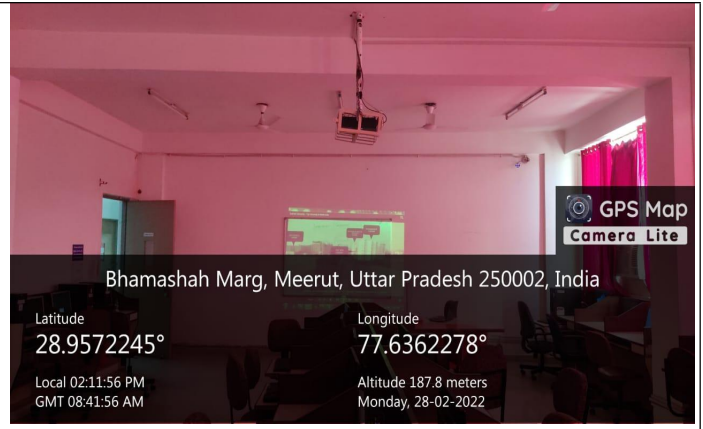 GPS Map
Camera Lite
Bhamashah Marg, Meerut, Uttar Pradesh 250002, India
Latitude
28.9572245°
Longitude
77.6362278°
Local 02:11:56 PM
GMT 08:41:56 AM
Altitude 187.8 meters
Monday, 28-02-2022